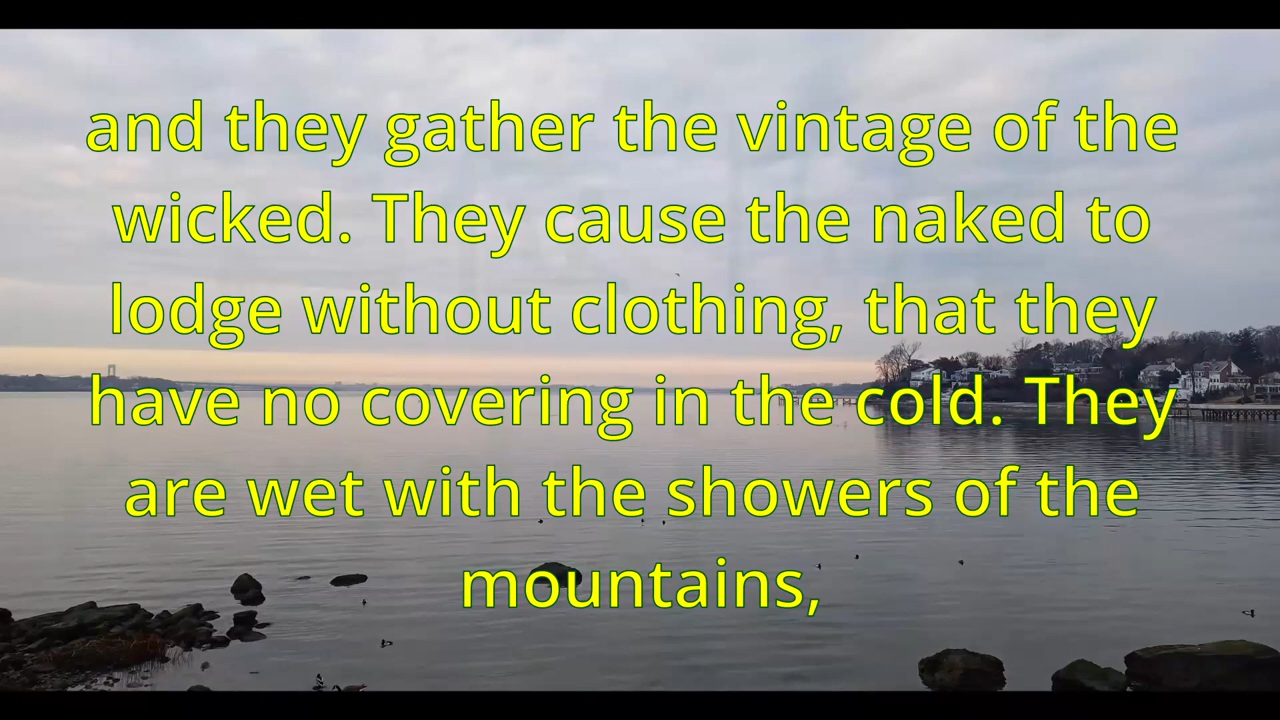 and they gather the vintage of the
wicked. They cause the naked to
lodge without clothing, that they
have no covering in the cold. They
are wet with the showers of the
mountains,